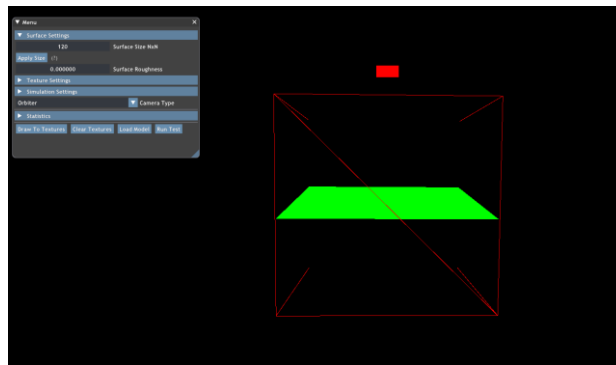 Menu
Surface Settings
120 Surface Size NxN
Apply Size (?)
0.000000 Surface Roughness
Texture Settings
Simulation Settings
Orbiter Camera Type
Statistics
Draw To Textures Clear Textures Load Model Run Test